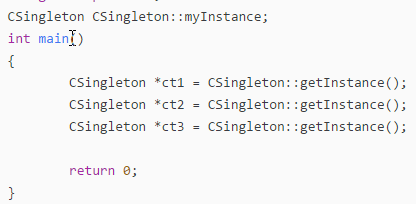 CSingleton CSingleton::myInstance;
int main()
{
CSingleton *ct1 = CSingleton::getInstance();
CSingleton *ct2 = CSingleton::getInstance();
CSingleton *ct3 = CSingleton::getInstance();
return 0;
}